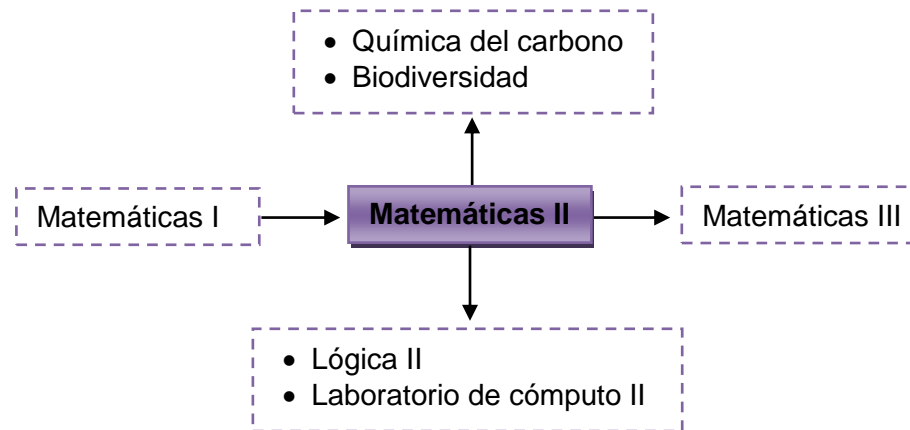 • Química del carbono
• Biodiversidad
Matemáticas I
Matemáticas II
Matemáticas III
• Lógica II
• Laboratorio de cómputo II